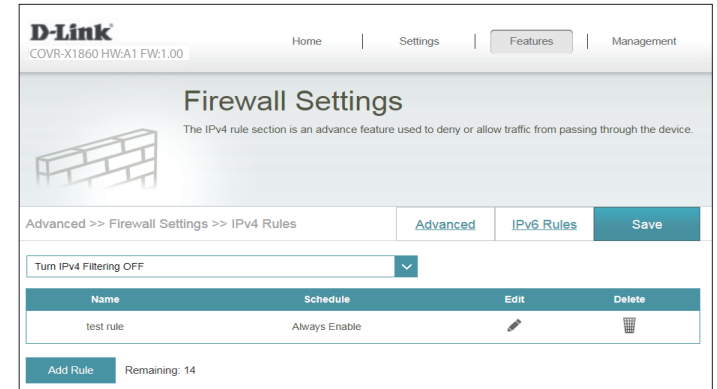 D-Link
COVR-X1860 HW:A1 FW:1.00
Home Settings Features Management
Firewall Settings
The IPv4 rule section is an advance feature used to deny or allow traffic from passing through the device.
Advanced >> Firewall Settings >> IPv4 Rules Advanced IPv6 Rules Save
Turn IPv4 Filtering OFF
Name Schedule Edit Delete
test rule Always Enable
Add Rule Remaining: 14